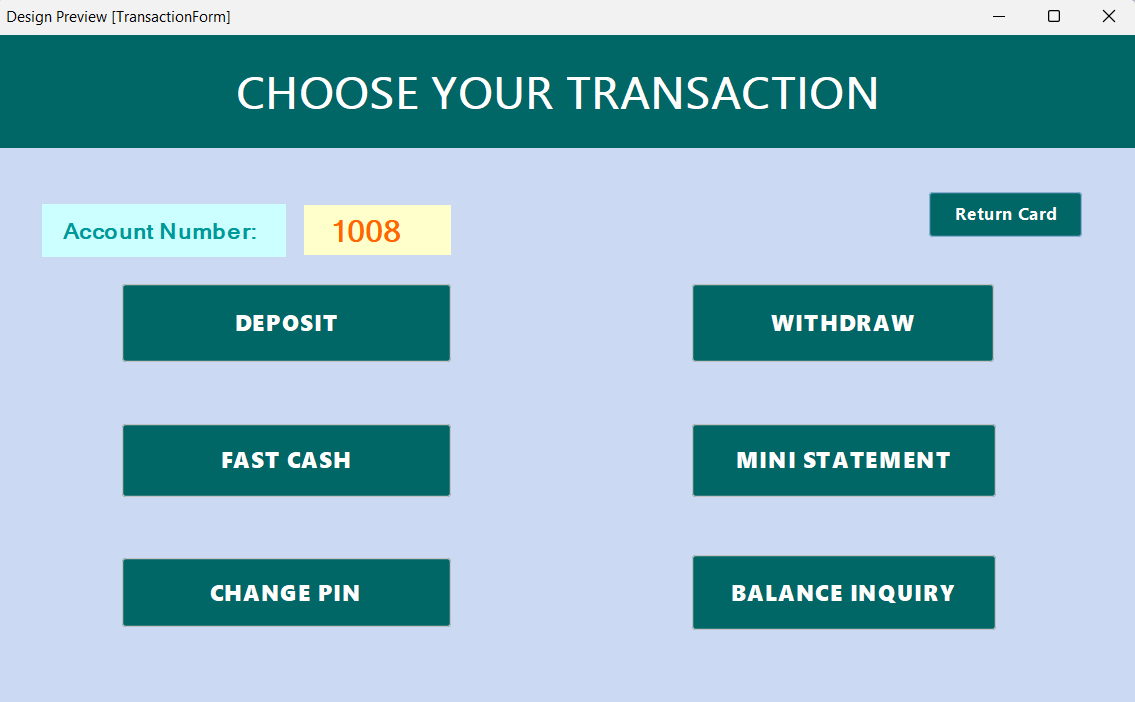 Design Preview [TransactionForm]
CHOOSE YOUR TRANSACTION
Account Number: 1008
Return Card
DEPOSIT
WITHDRAW
FAST CASH
MINI STATEMENT
CHANGE PIN
BALANCE INQUIRY